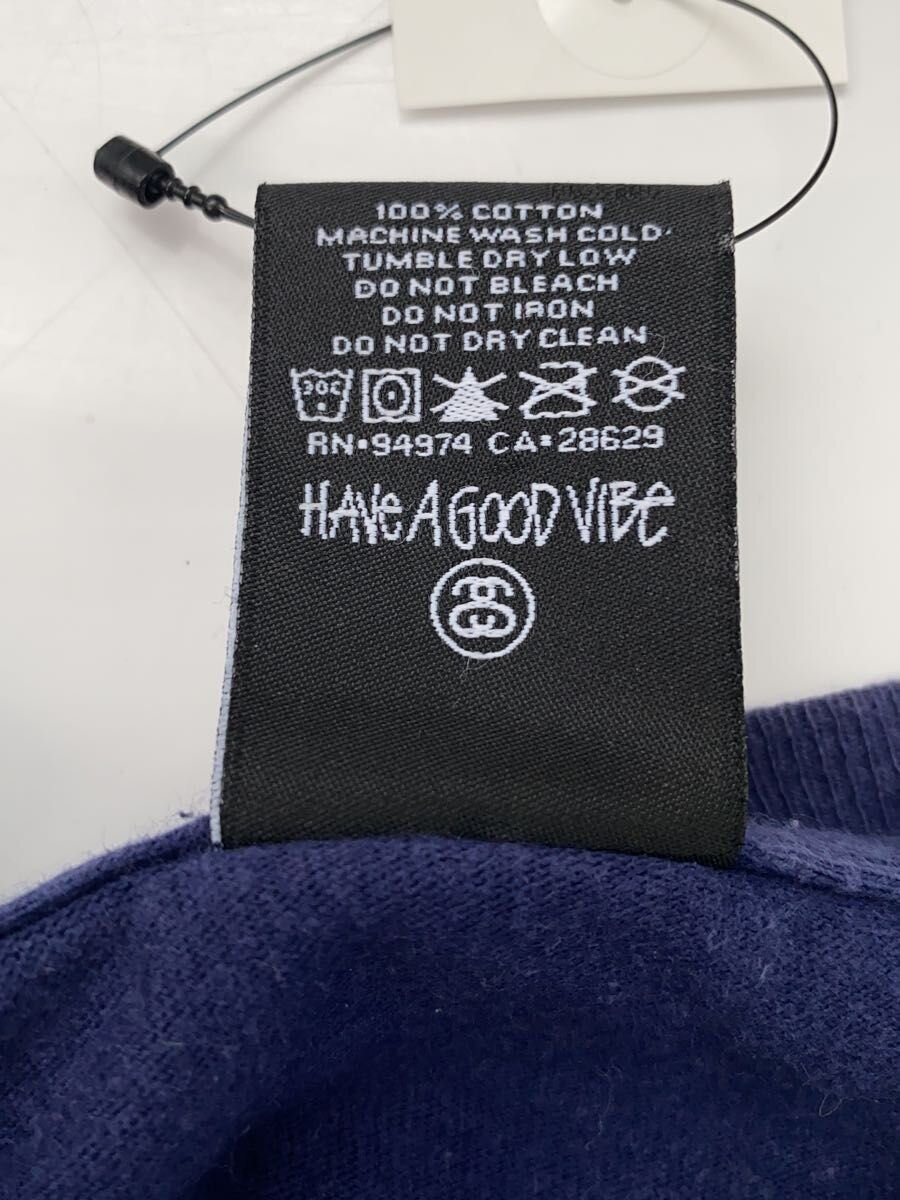 100% COTTON
MACHINE WASH COLD
TUMBLE DRY LOW
DO NOT BLEACH
DO NOT IRON
DO NOT DRY CLEAN
30C
RN•94974 CA•28629
HAVE A GOOD VIBE